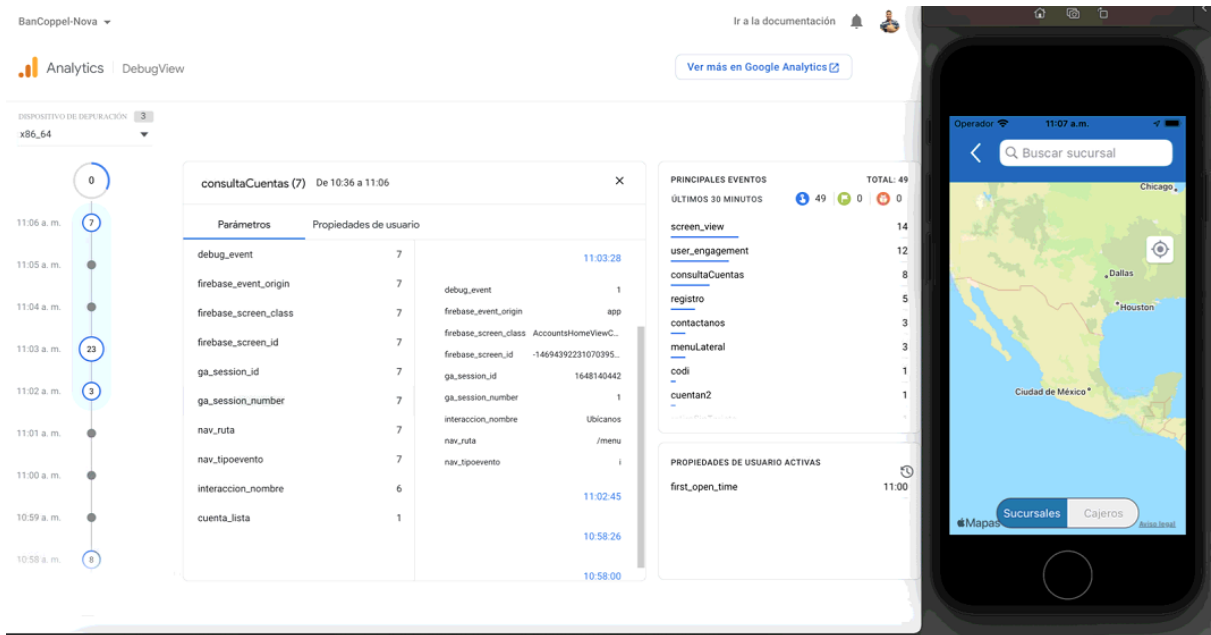 BanCoppel-Nova
Ir a la documentación
Analytics DebugView
Ver más en Google Analytics
DISPOSITIVO DE DEPURACIÓN 3
x86_64
0
11:06 a. m. 7
11:05 a. m.
11:04 a. m.
11:03 a. m. 23
11:02 a. m. 3
11:01 a. m.
11:00 a. m.
10:59 a. m.
10:58 a. m. 8
consultaCuentas (7) De 10:36 a 11:06
Parámetros Propiedades de usuario
debug_event 7
firebase_event_origin 7
firebase_screen_class 7
firebase_screen_id 7
ga_session_id 7
ga_session_number 7
nav_ruta 7
nav_tipoevento 7
interaccion_nombre 6
cuenta_lista 1
11:03:28
debug_event 1
firebase_event_origin app
firebase_screen_class AccountsHomeViewC...
firebase_screen_id -14694392231070395...
ga_session_id 1648140442
ga_session_number 1
interaccion_nombre Ubícanos
nav_ruta /menu
nav_tipoevento i
11:02:45
10:58:26
10:58:00
PRINCIPALES EVENTOS TOTAL: 49
ÚLTIMOS 30 MINUTOS 49 0 0
screen_view 14
user_engagement 12
consultaCuentas 8
registro 5
contactanos 3
menuLateral 3
codi 1
cuentan2 1
PROPIEDADES DE USUARIO ACTIVAS
first_open_time 11:00
Operador 11:07 a.m.
Buscar sucursal
Chicago
Dallas
Houston
Ciudad de México
Sucursales Cajeros
Mapas Aviso legal